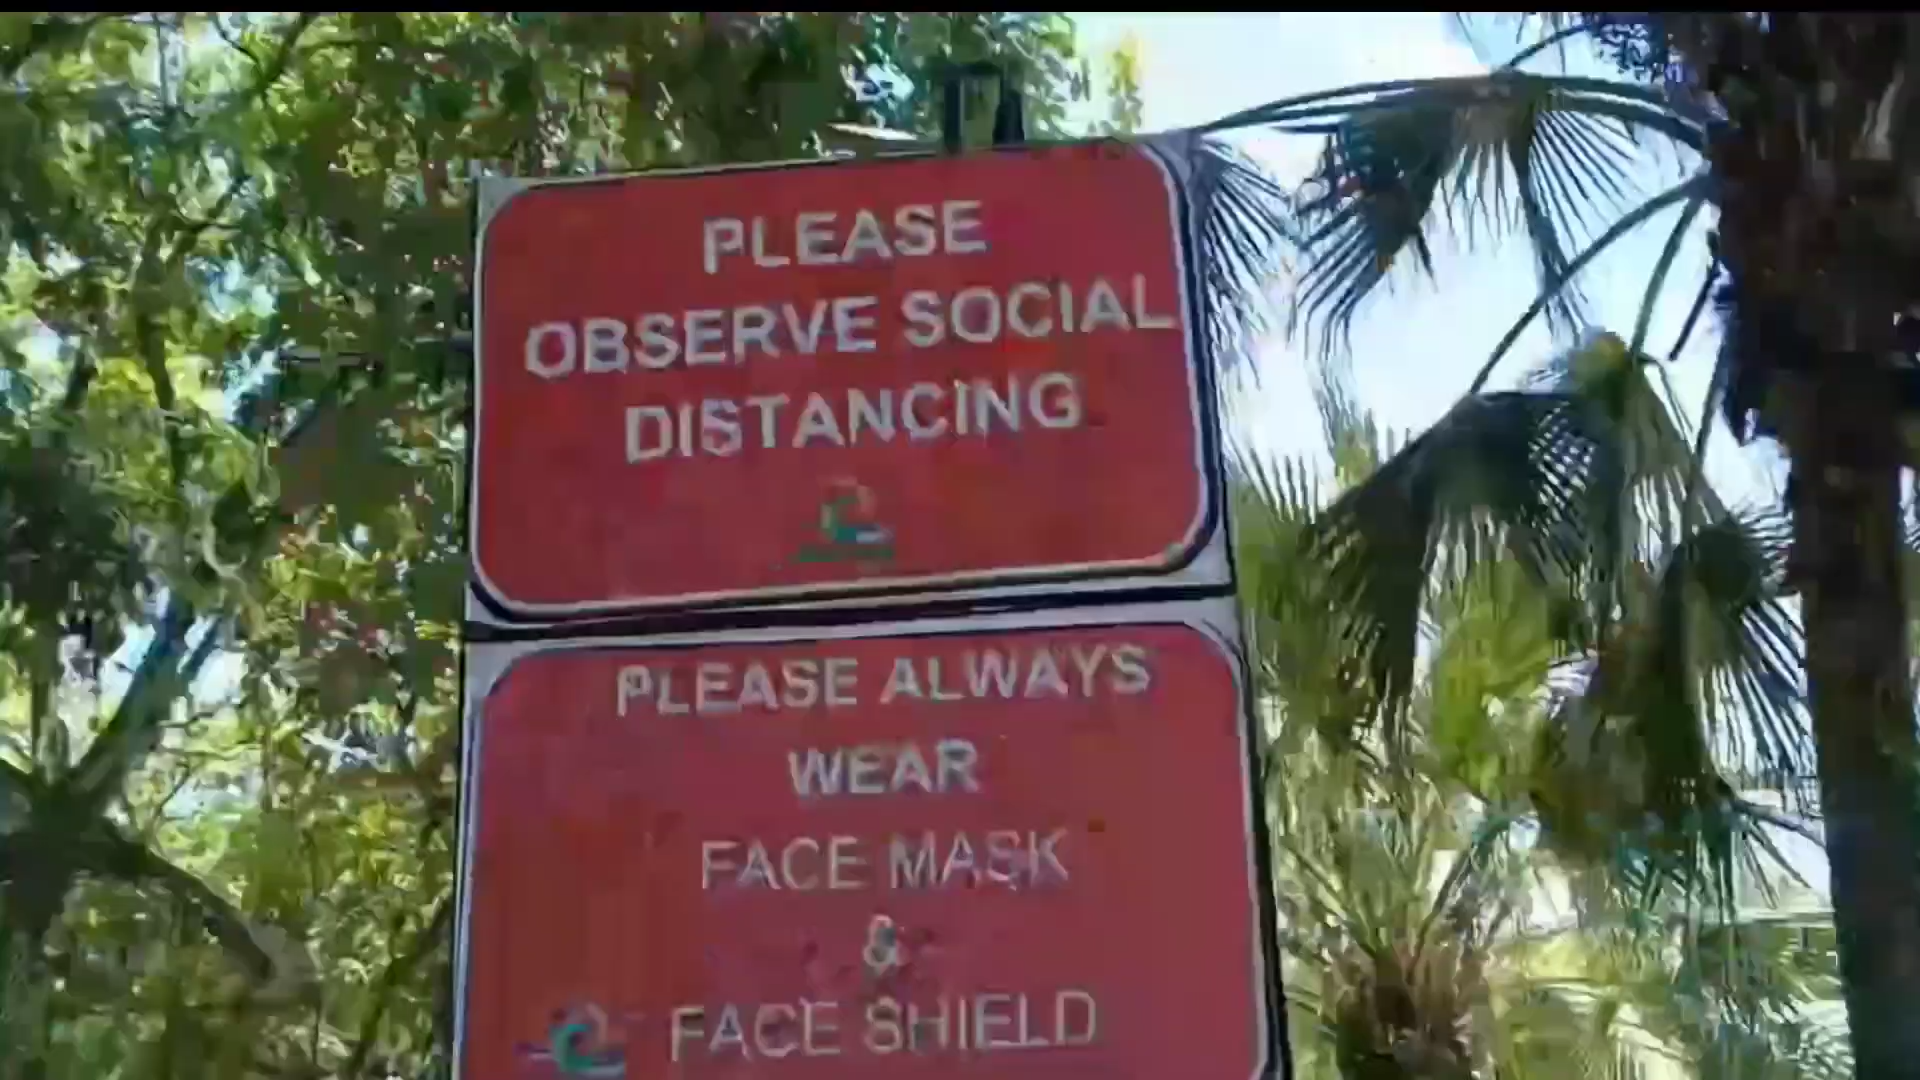 PLEASE
OBSERVE SOCIAL
DISTANCING
PLEASE ALWAYS
WEAR
FACE MASK
&
FACE SHIELD